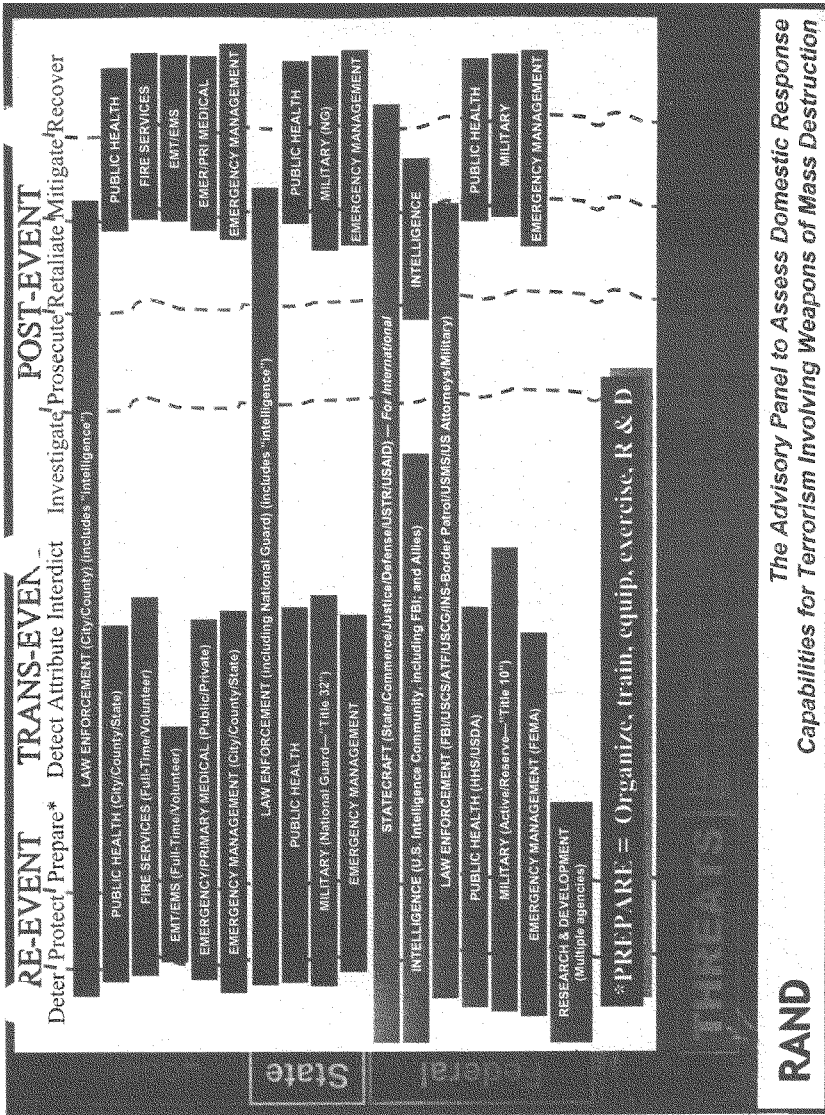 RE-EVENT TRANS-EVEN POST-EVENT
Deter Protect Prepare* Detect Attribute Interdict Investigate Prosecute Retaliate Mitigate Recover
LAW ENFORCEMENT (City/County) (includes "Intelligence")
PUBLIC HEALTH (City/County/State) PUBLIC HEALTH
FIRE SERVICES (Full-Time/Volunteer) FIRE SERVICES
EMT/EMS (Full-Time/Volunteer) EMT/EMS
EMERGENCY/PRIMARY MEDICAL (Public/Private) EMER/PRI MEDICAL
EMERGENCY MANAGEMENT (City/County/State) EMERGENCY MANAGEMENT
State
LAW ENFORCEMENT (including National Guard) (includes "Intelligence")
PUBLIC HEALTH PUBLIC HEALTH
MILITARY (National Guard—"Title 32") MILITARY (NG)
EMERGENCY MANAGEMENT EMERGENCY MANAGEMENT
deral
STATECRAFT (State/Commerce/Justice/Defense/USTR/USAID) — For International
INTELLIGENCE (U.S. Intelligence Community, including FBI; and Allies) INTELLIGENCE
LAW ENFORCEMENT (FBI/USCS/ATF/USCG/INS-Border Patrol/USMS/US Attorneys/Military)
PUBLIC HEALTH (HHS/USDA) PUBLIC HEALTH
MILITARY (Active/Reserve—"Title 10") MILITARY
EMERGENCY MANAGEMENT (FEMA) EMERGENCY MANAGEMENT
RESEARCH & DEVELOPMENT
(Multiple agencies)
*PREPARE = Organize, train, equip, exercise, R & D
THREATS
RAND
The Advisory Panel to Assess Domestic Response
Capabilities for Terrorism Involving Weapons of Mass Destruction